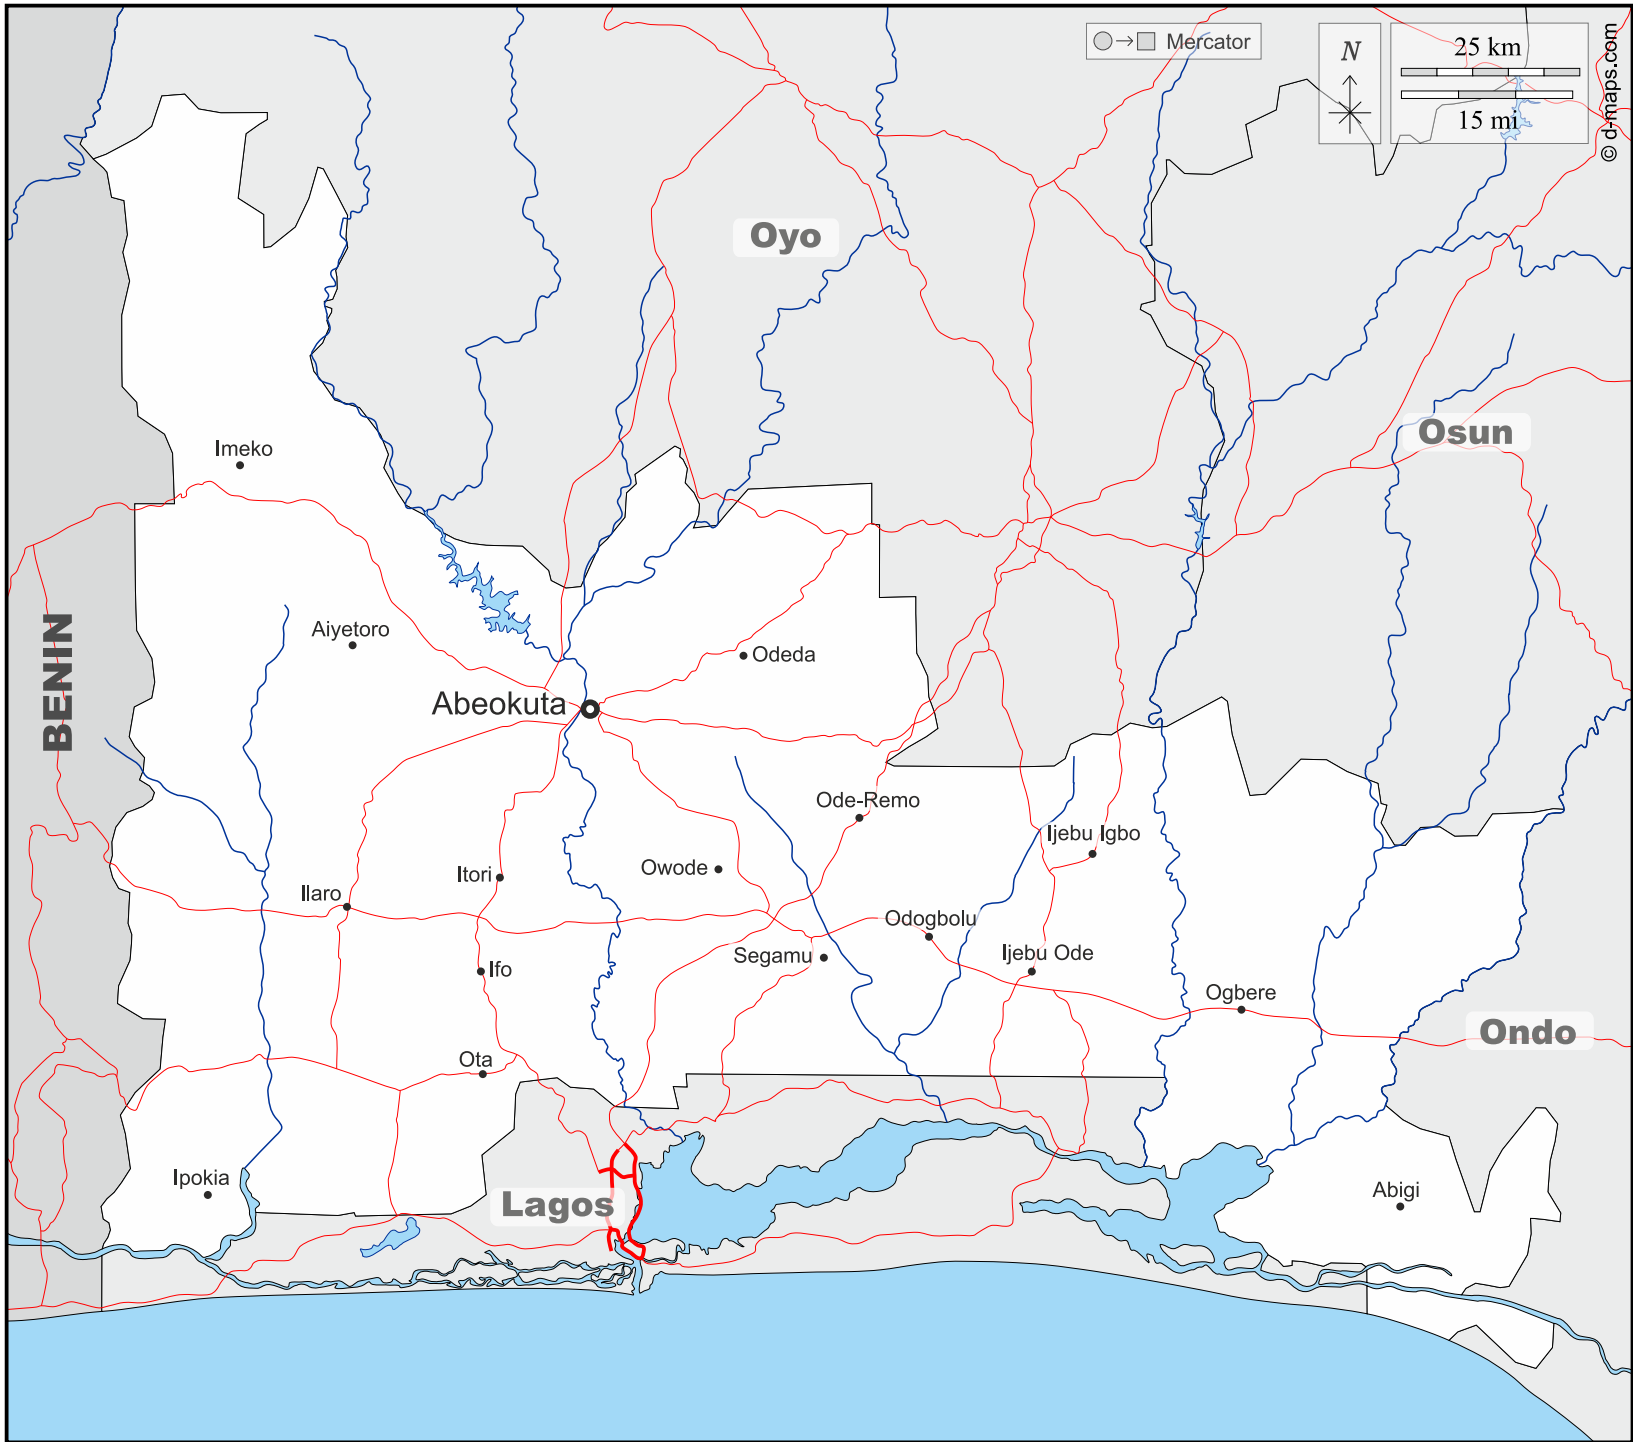 Mercator
N
25 km
15 mi
© d-maps.com
Oyo
Osun
Imeko
BENIN
Aiyetoro
Odeda
Abeokuta
Ode-Remo
Ijebu Igbo
Owode
Itori
Ilaro
Odogbolu
Segamu
Ijebu Ode
Ifo
Ogbere
Ondo
Ota
Ipokia
Lagos
Abigi